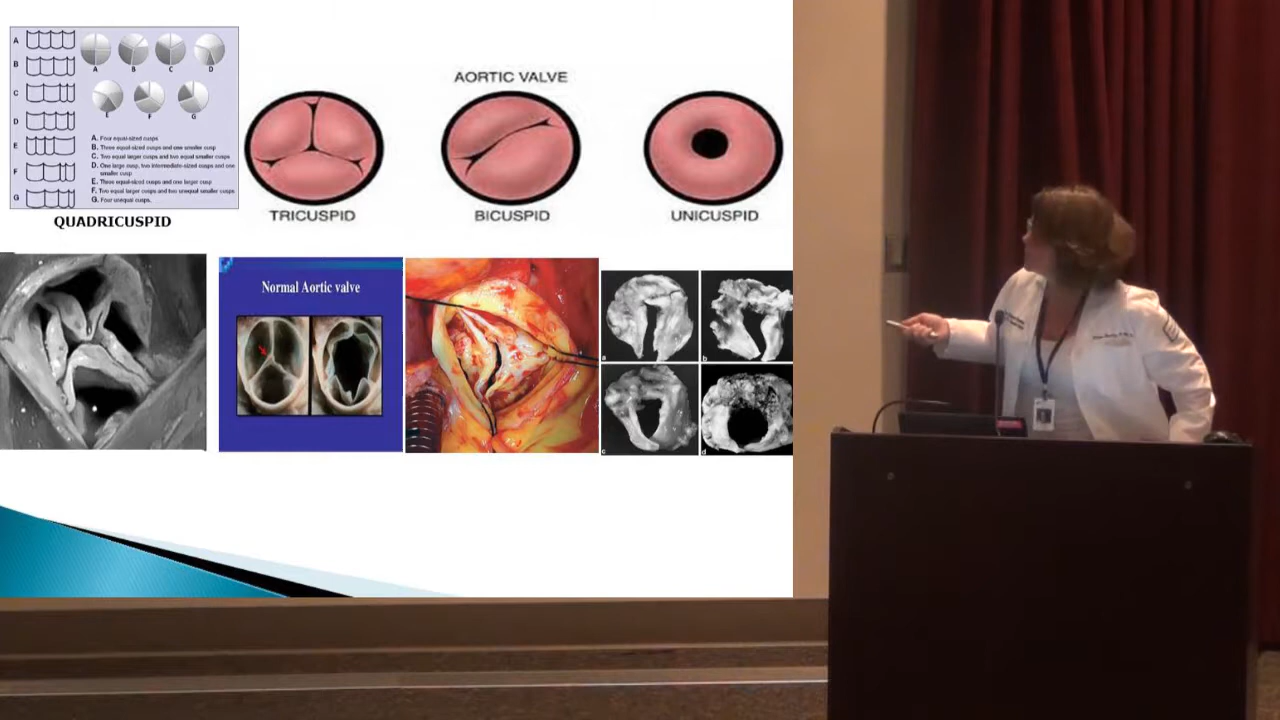 A
B
C
D
E
F
G
A
B
C
D
E
F
G
A. Four equal-sized cusps
B. Three equal-sized cusps and one smaller cusp
C. Two equal larger cusps and two equal smaller cusps
D. One large cusp, two intermediate-sized cusps and one
smaller cusp
E. Three equal-sized cusps and one larger cusp
F. Two equal larger cusps and two unequal smaller cusps
G. Four unequal cusps.
QUADRICUSPID
AORTIC VALVE
TRICUSPID
BICUSPID
UNICUSPID
Normal Aortic valve
a
b
c
d